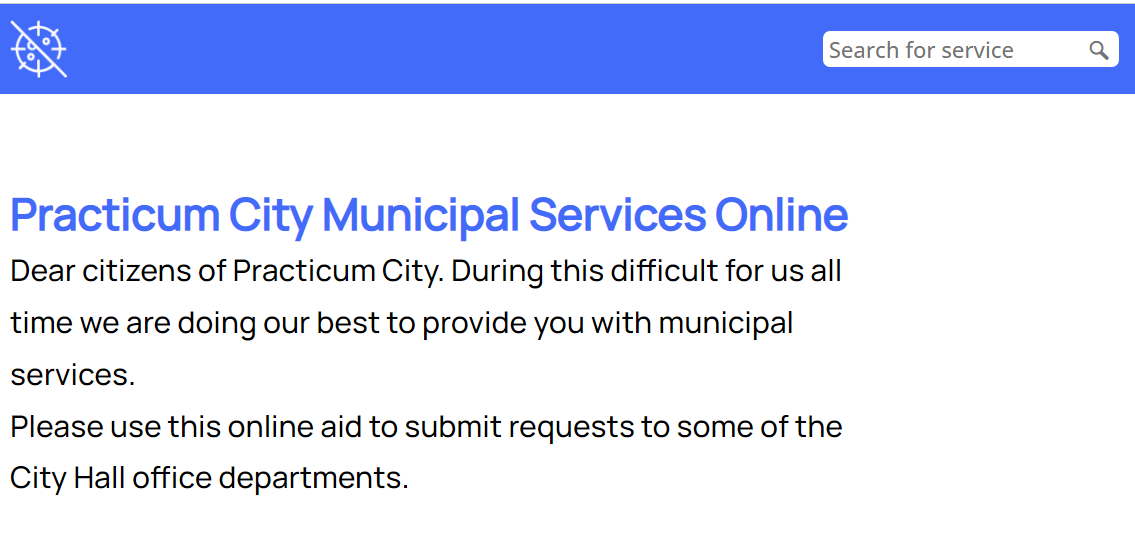 Search for service
Practicum City Municipal Services Online
Dear citizens of Practicum City. During this difficult for us all
time we are doing our best to provide you with municipal
services.
Please use this online aid to submit requests to some of the
City Hall office departments.